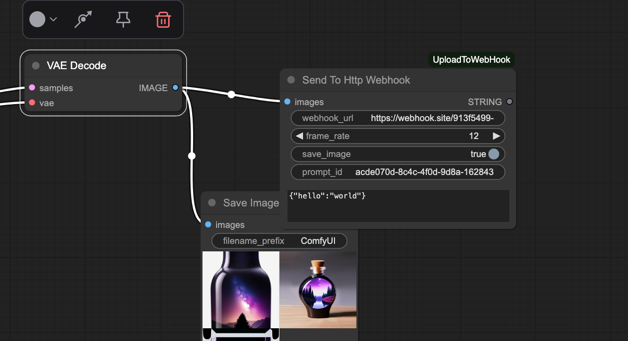 UploadToWebHook
VAE Decode
samples
IMAGE
vae
Send To Http Webhook
images
STRING
webhook_url
https://webhook.site/913f5499-
frame_rate
12
save_image
true
prompt_id
acde070d-8c4c-4f0d-9d8a-162843
{"hello":"world"}
Save Image
images
filename_prefix
ComfyUI